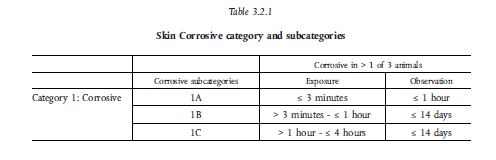 Table 3.2.1
Skin Corrosive category and subcategories
Corrosive in > 1 of 3 animals
Corrosive subcategories Exposure Observation
Category 1: Corrosive 1A ≤ 3 minutes ≤ 1 hour
1B > 3 minutes - ≤ 1 hour ≤ 14 days
1C > 1 hour - ≤ 4 hours ≤ 14 days